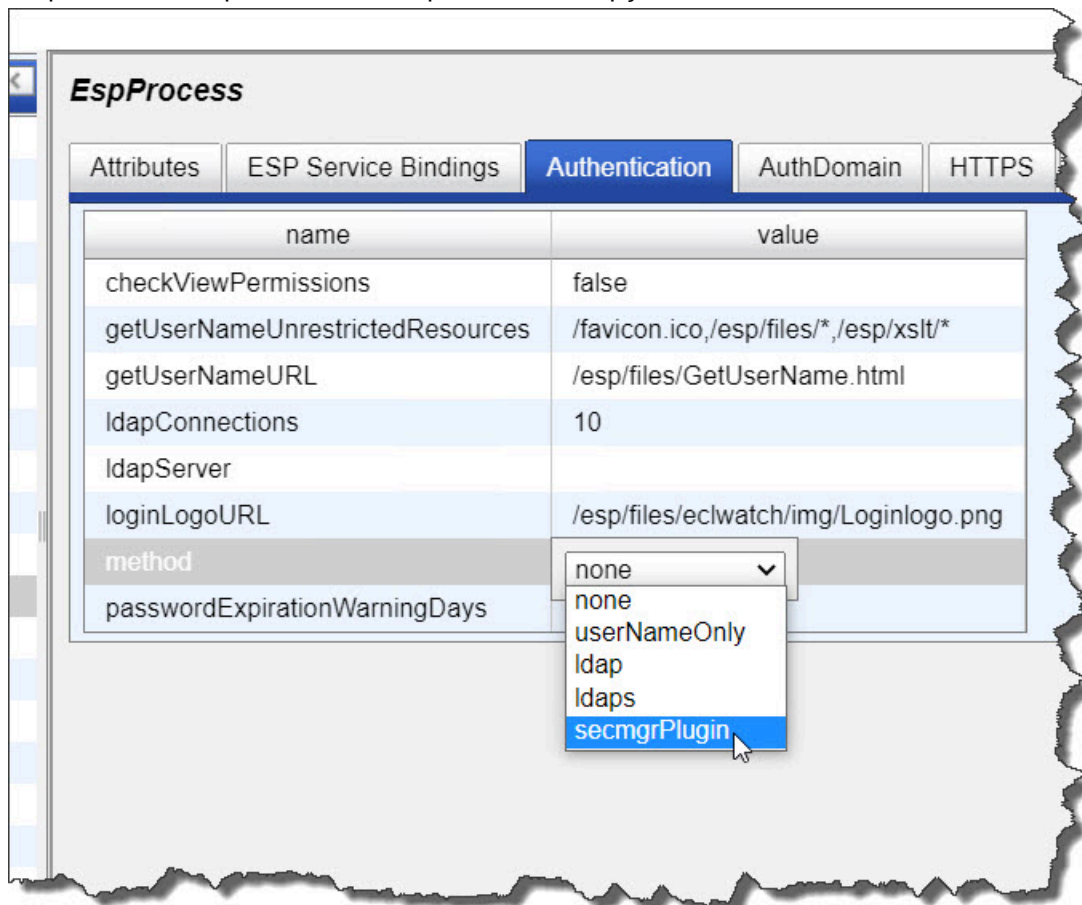 EspProcess
Attributes ESP Service Bindings Authentication AuthDomain HTTPS
name value
checkViewPermissions false
getUserNameUnrestrictedResources /favicon.ico,/esp/files/*,/esp/xslt/*
getUserNameURL /esp/files/GetUserName.html
ldapConnections 10
ldapServer
loginLogoURL /esp/files/eclwatch/img/Loginlogo.png
method none
passwordExpirationWarningDays none
userNameOnly
ldap
ldaps
secmgrPlugin